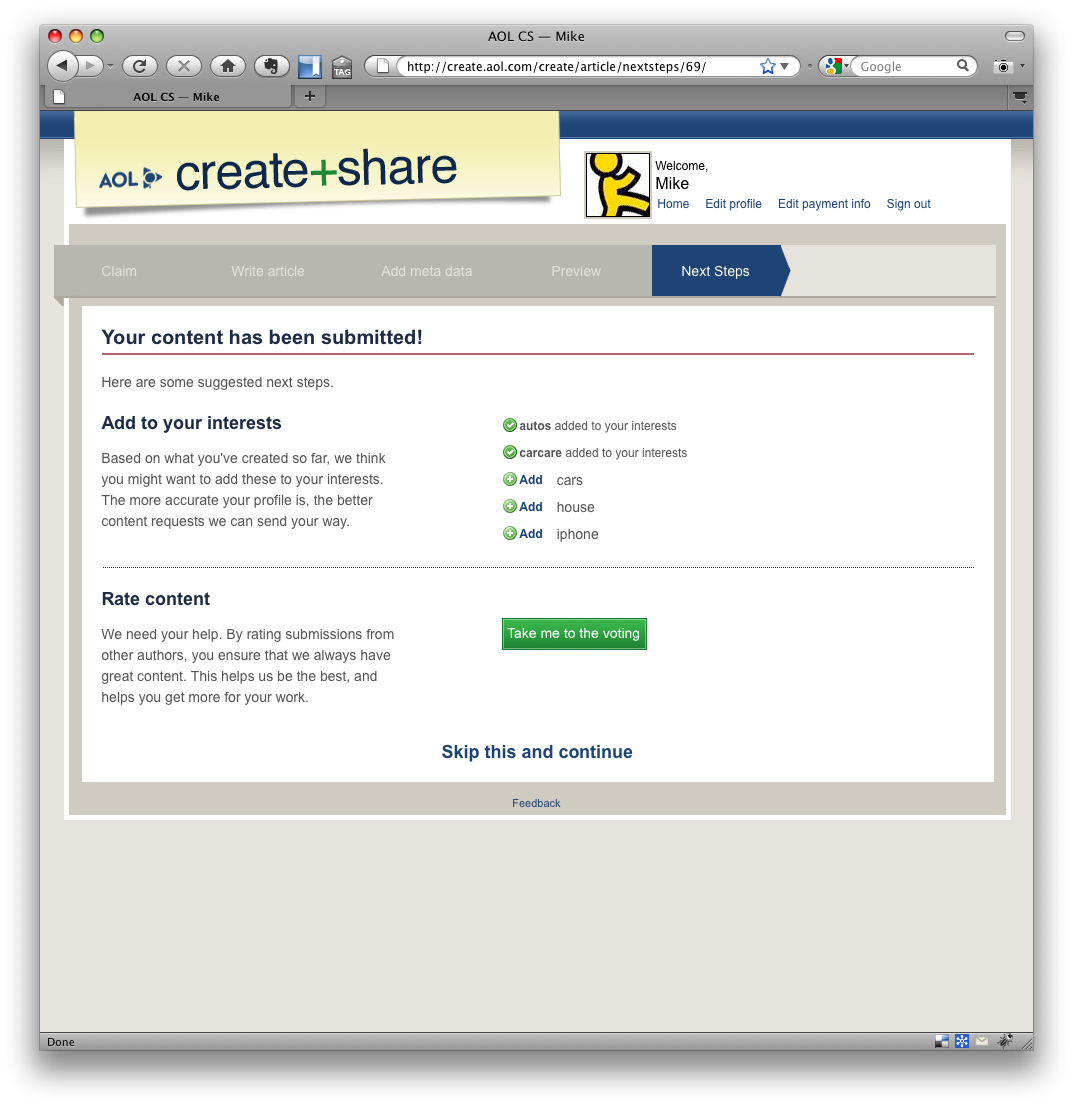 AOL CS — Mike
TAG
http://create.aol.com/create/article/nextsteps/69/
Google
AOL CS — Mike
+
AOL create+share
Welcome,
Mike
Home Edit profile Edit payment info Sign out
Claim Write article Add meta data Preview Next Steps
Your content has been submitted!
Here are some suggested next steps.
Add to your interests
Based on what you've created so far, we think
you might want to add these to your interests.
The more accurate your profile is, the better
content requests we can send your way.
autos added to your interests
carcare added to your interests
Add cars
Add house
Add iphone
Rate content
We need your help. By rating submissions from
other authors, you ensure that we always have
great content. This helps us be the best, and
helps you get more for your work.
Take me to the voting
Skip this and continue
Feedback
Done